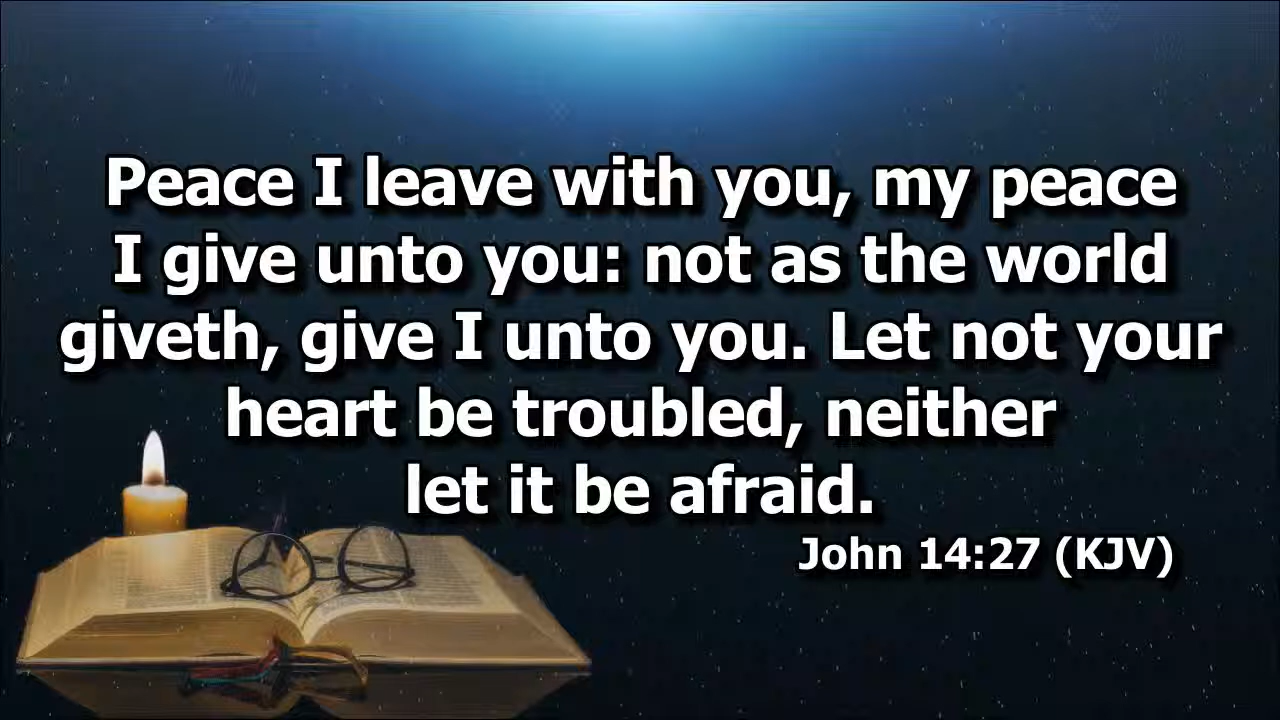 Peace I leave with you, my peace
I give unto you: not as the world
giveth, give I unto you. Let not your
heart be troubled, neither
let it be afraid.
John 14:27 (KJV)